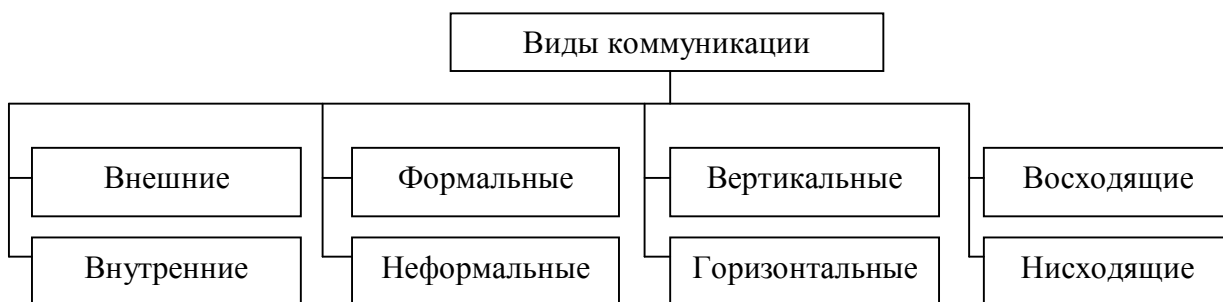 Виды коммуникации
Внешние
Формальные
Вертикальные
Восходящие
Внутренние
Неформальные
Горизонтальные
Нисходящие